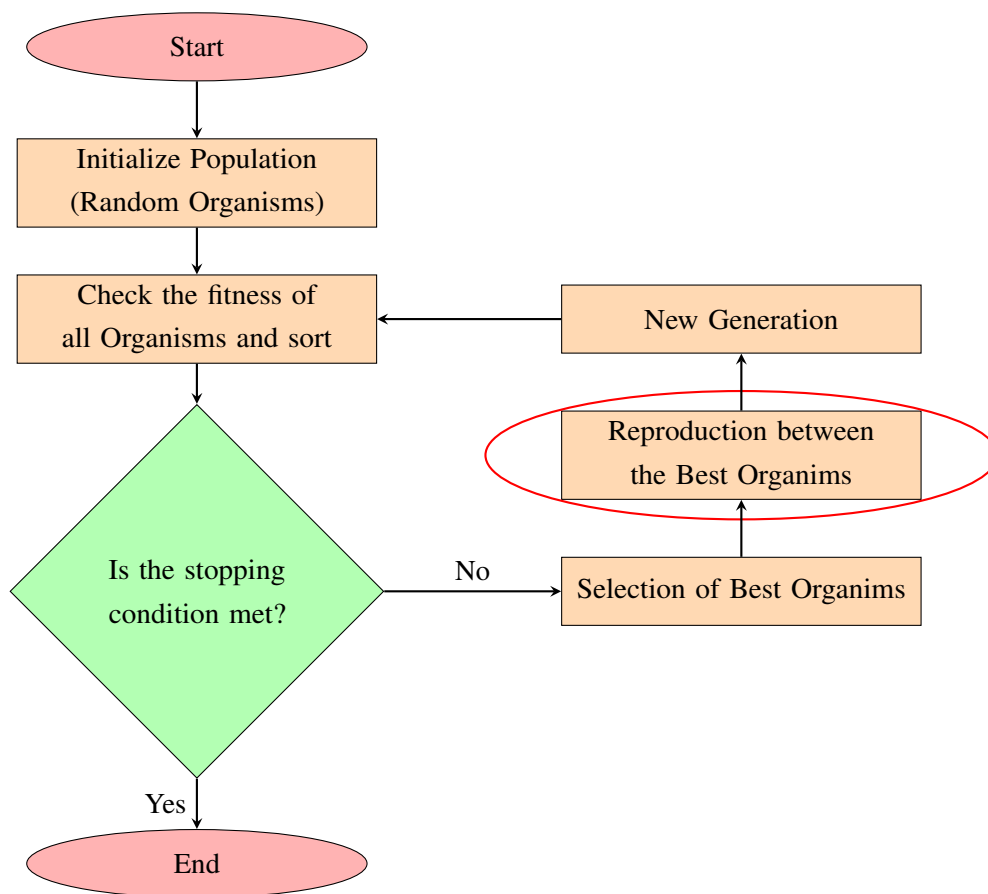 Start
Initialize Population
(Random Organisms)
Check the fitness of
all Organisms and sort
New Generation
Reproduction between
the Best Organims
Is the stopping
condition met?
No
Selection of Best Organims
Yes
End